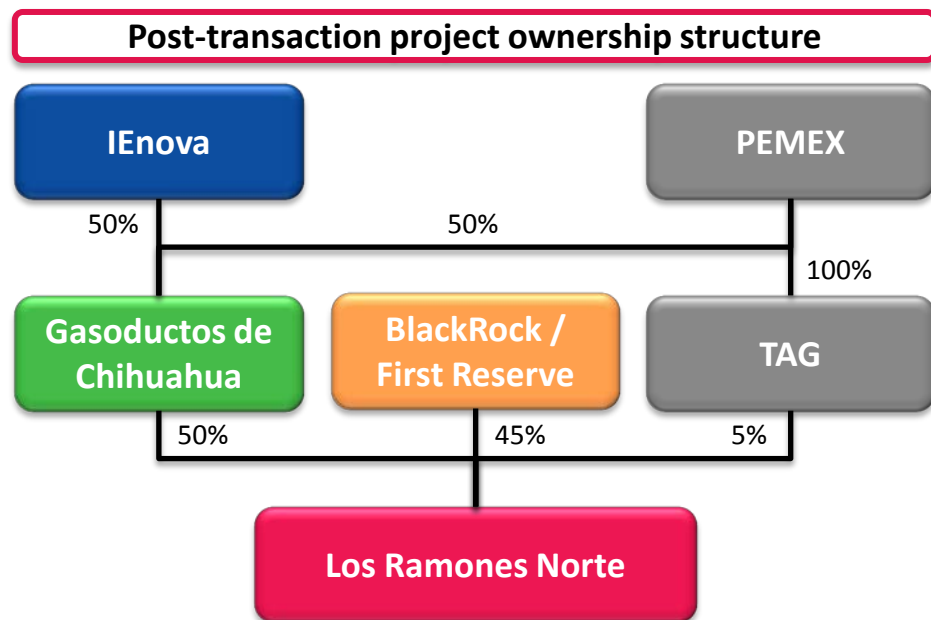 Post-transaction project ownership structure
IEnova
PEMEX
50%
50%
100%
Gasoductos de
Chihuahua
BlackRock /
First Reserve
TAG
50%
45%
5%
Los Ramones Norte